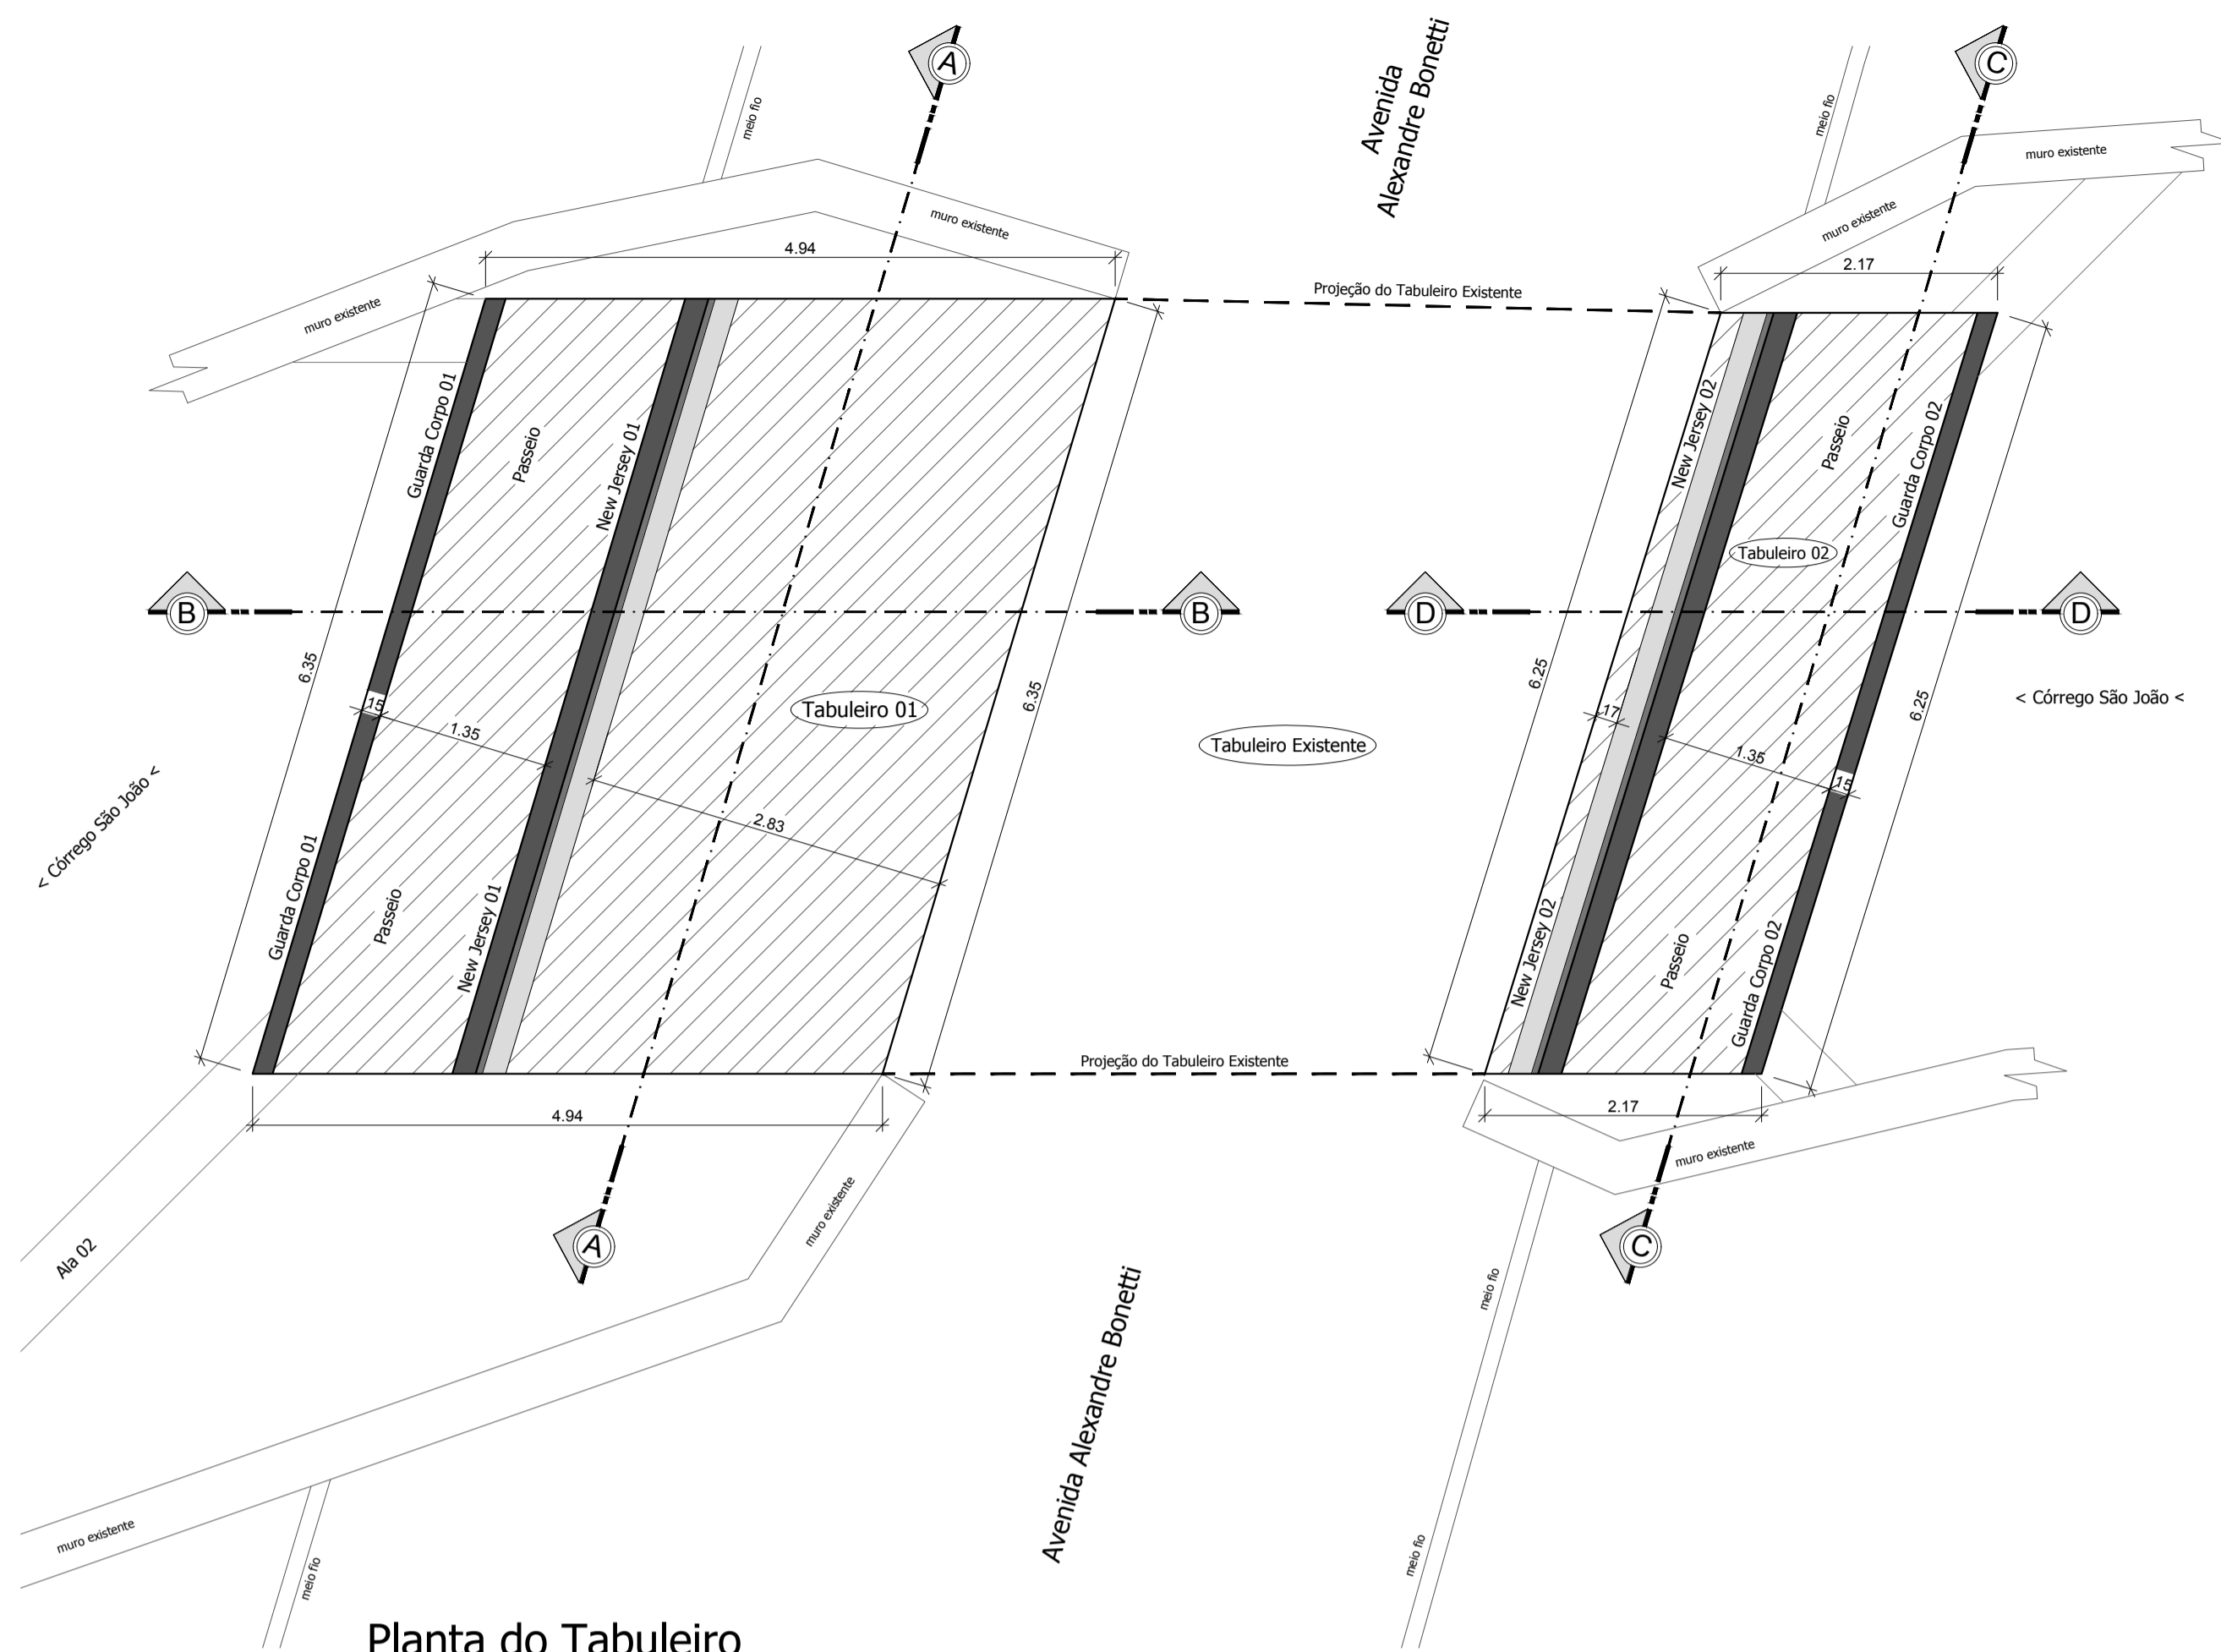 A
C
Avenida
Alexandre Bonetti
meio fio
meio fio
muro existente
muro existente
muro existente
muro existente
4.94
2.17
Projeção do Tabuleiro Existente
Guarda Corpo 01
Passeio
New Jersey 01
New Jersey 02
Passeio
Guarda Corpo 02
Tabuleiro 02
B
B
D
D
6.35
6.35
6.25
6.25
< Córrego São João <
15
1.35
Tabuleiro 01
2.83
Tabuleiro Existente
17
1.35
15
< Córrego São João <
Guarda Corpo 01
Passeio
New Jersey 01
New Jersey 02
Passeio
Guarda Corpo 02
Projeção do Tabuleiro Existente
4.94
2.17
muro existente
muro existente
Ala 02
A
C
meio fio
Avenida Alexandre Bonetti
muro existente
meio fio
meio fio
Planta do Tabuleiro